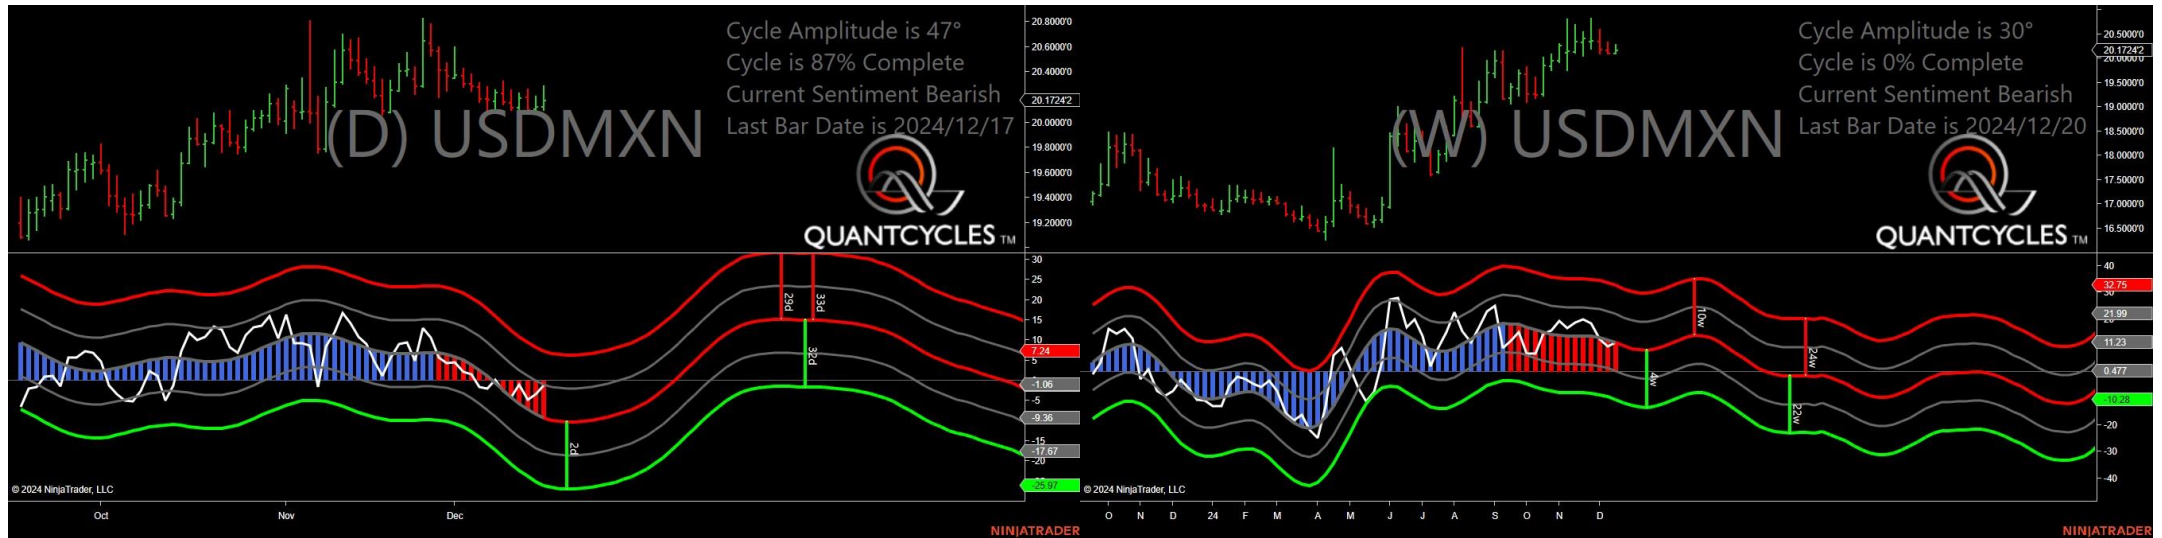 Cycle Amplitude is 47°
Cycle is 87% Complete
Current Sentiment Bearish
Last Bar Date is 2024/12/17
(D) USDMXN
QUANTCYCLES TM
20.8000'0
20.6000'0
20.4000'0
20.1724'2
20.0000'0
19.8000'0
19.6000'0
19.4000'0
19.2000'0
29d
33d
32d
2d
30
25
20
15
10
7.24
5
-1.06
-5
-9.36
-15
-17.67
-20
-25.97
© 2024 NinjaTrader, LLC
Oct
Nov
Dec
NINJATRADER
Cycle Amplitude is 30°
Cycle is 0% Complete
Current Sentiment Bearish
Last Bar Date is 2024/12/20
(W) USDMXN
QUANTCYCLES TM
20.5000'0
20.1724'2
20.0000'0
19.5000'0
19.0000'0
18.5000'0
18.0000'0
17.5000'0
17.0000'0
16.5000'0
10w
24w
4w
22w
40
32.75
30
21.99
11.23
0.477
-10.28
-20
-30
-40
© 2024 NinjaTrader, LLC
O N D 24 F M A M J J A S O N D
NINJATRADER